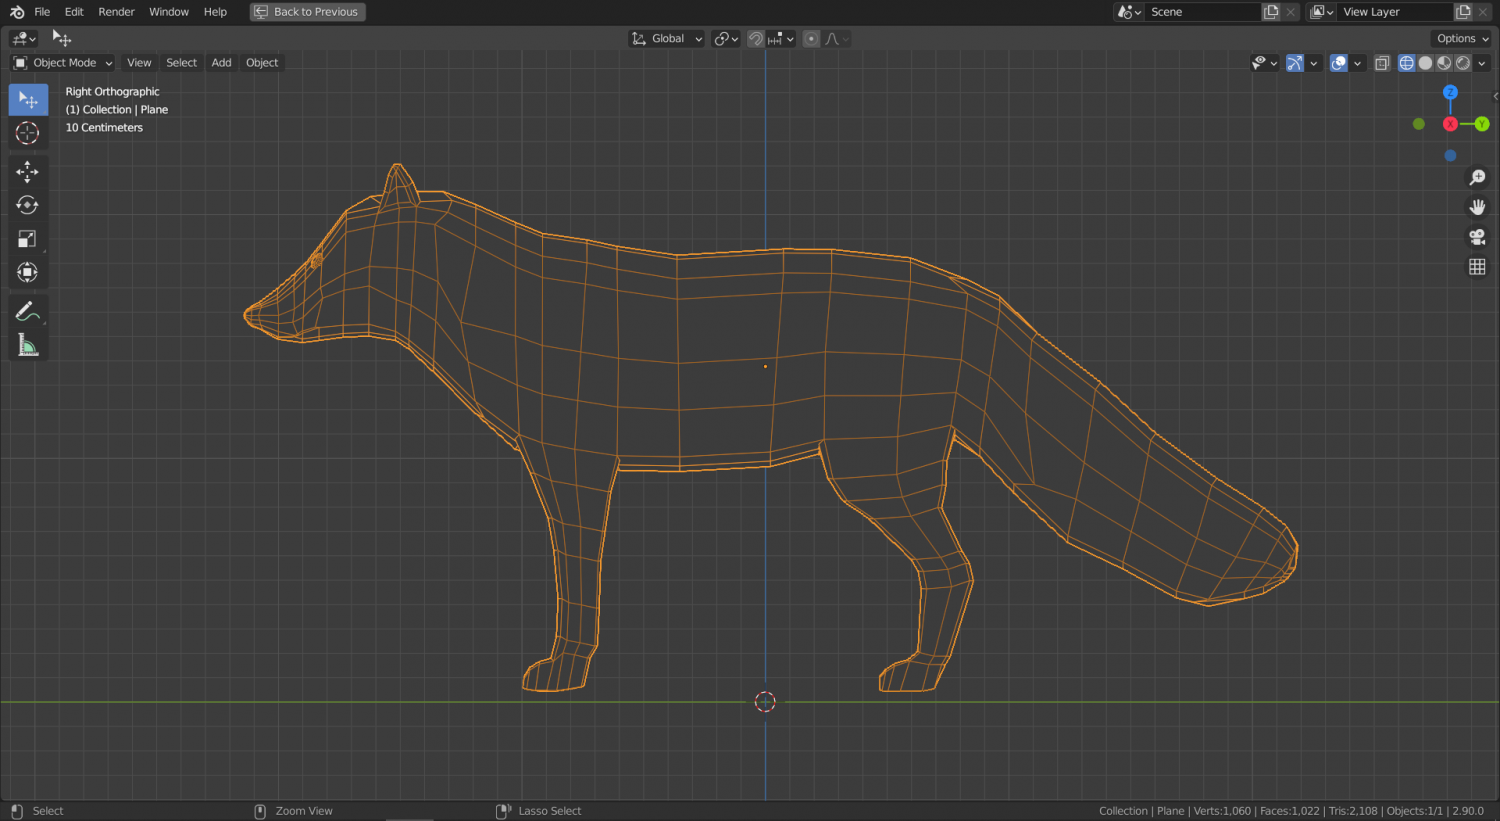 File Edit Render Window Help Back to Previous Scene View Layer
Global Options
Object Mode View Select Add Object
Right Orthographic
(1) Collection | Plane
10 Centimeters
Z
X Y
Select Zoom View Lasso Select Collection | Plane | Verts:1,060 | Faces:1,022 | Tris:2,108 | Objects:1/1 | 2.90.0